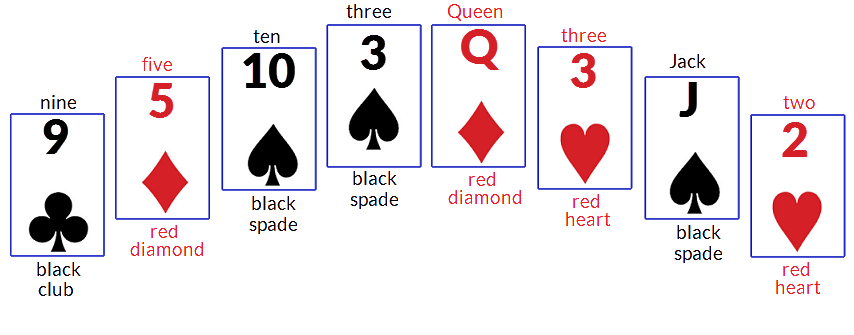 nine
9
black
club
five
5
red
diamond
ten
10
black
spade
three
3
black
spade
Queen
Q
red
diamond
three
3
red
heart
Jack
J
black
spade
two
2
red
heart